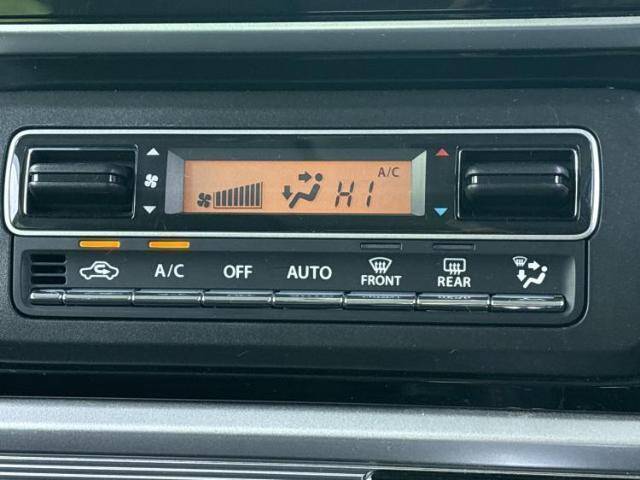 A/C
HI
A/C OFF AUTO FRONT REAR